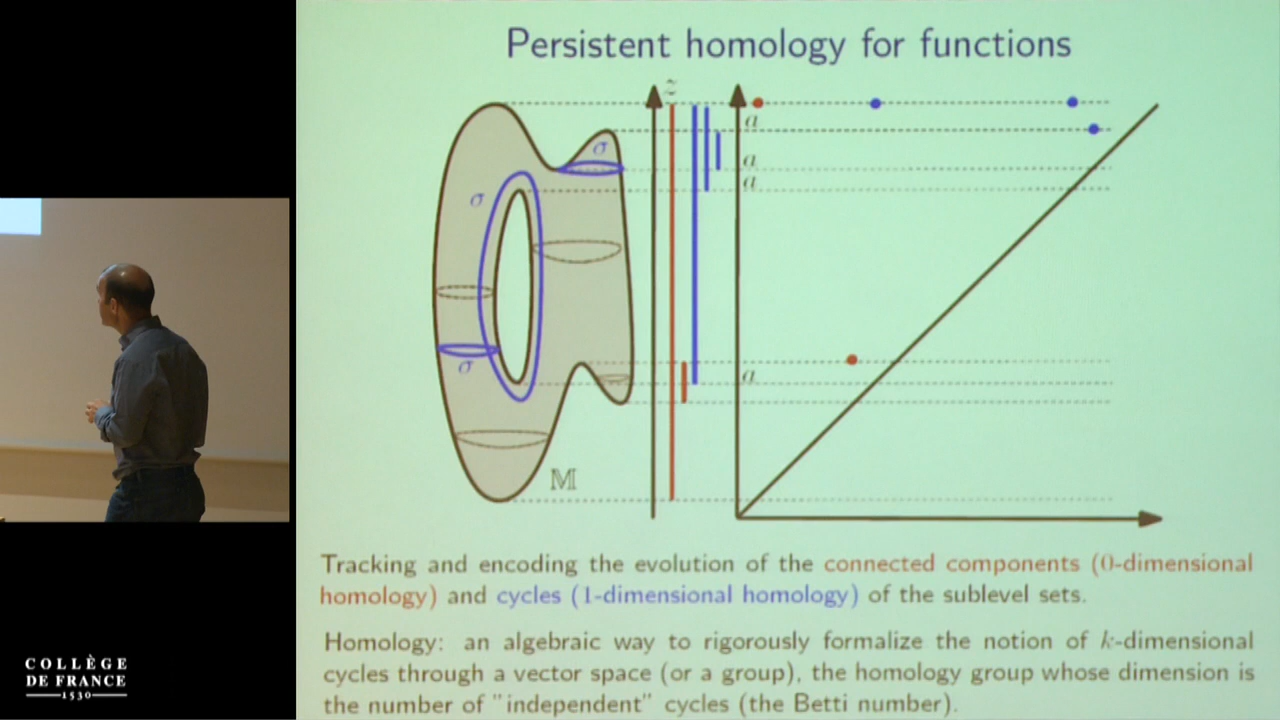 Persistent homology for functions
z
a
σ
a
a
σ
σ
a
M
Tracking and encoding the evolution of the connected components (0-dimensional
homology) and cycles (1-dimensional homology) of the sublevel sets.
Homology: an algebraic way to rigorously formalize the notion of k-dimensional
cycles through a vector space (or a group), the homology group whose dimension is
the number of "independent" cycles (the Betti number).
COLLÈGE
DE FRANCE
1530